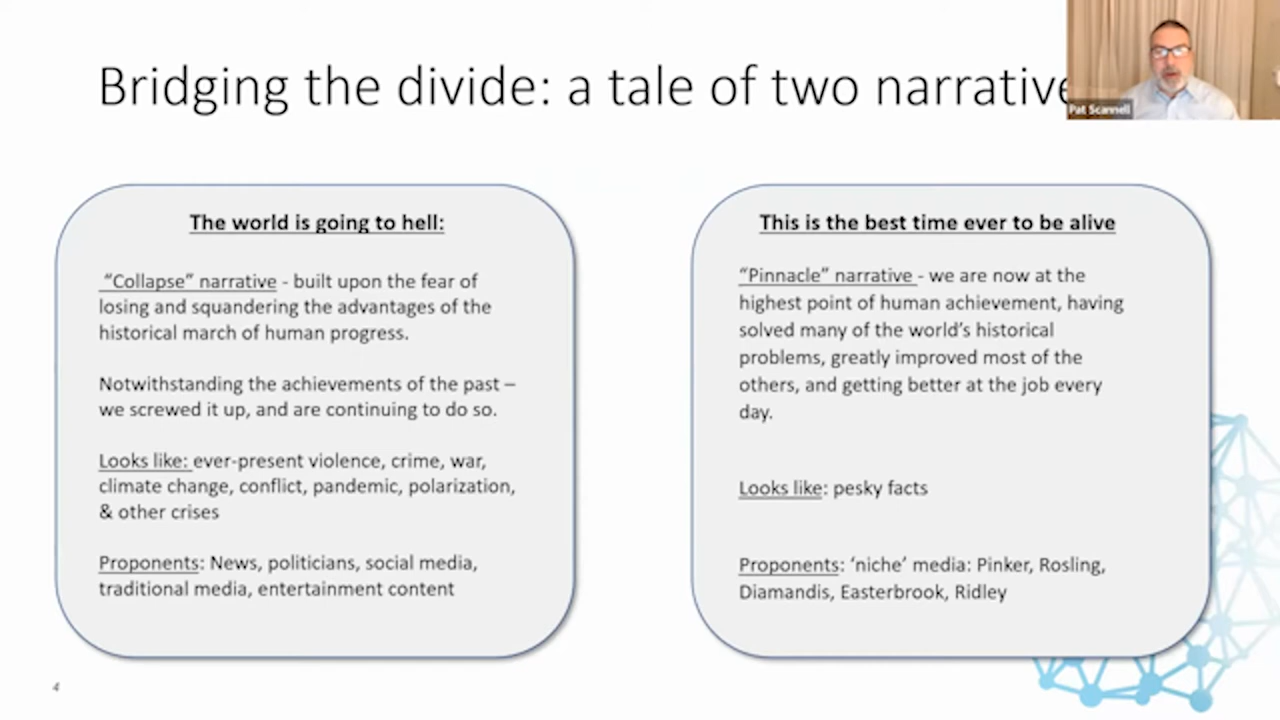 Bridging the divide: a tale of two narrative
Pat Scannell
The world is going to hell:
“Collapse” narrative - built upon the fear of
losing and squandering the advantages of the
historical march of human progress.
Notwithstanding the achievements of the past –
we screwed it up, and are continuing to do so.
Looks like: ever-present violence, crime, war,
climate change, conflict, pandemic, polarization,
& other crises
Proponents: News, politicians, social media,
traditional media, entertainment content
This is the best time ever to be alive
“Pinnacle” narrative - we are now at the
highest point of human achievement, having
solved many of the world’s historical
problems, greatly improved most of the
others, and getting better at the job every
day.
Looks like: pesky facts
Proponents: ‘niche’ media: Pinker, Rosling,
Diamandis, Easterbrook, Ridley
4